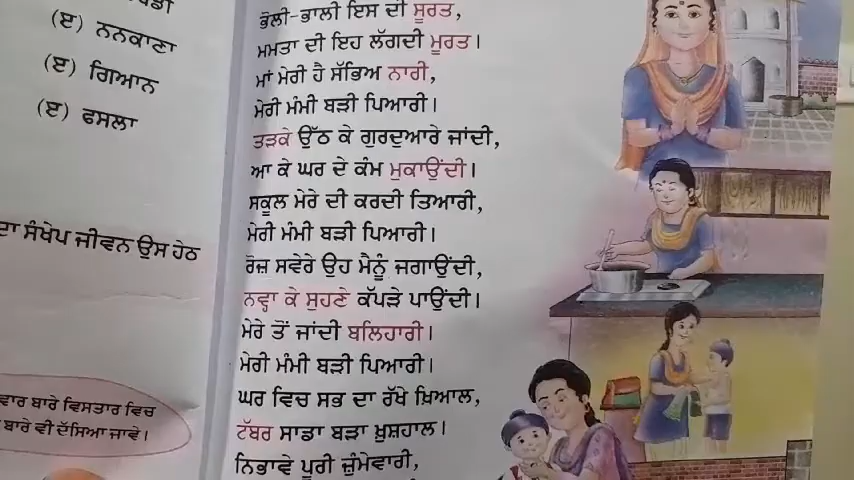 (ੲ) ਨਨਕਾਣਾ
(ੲ) ਗਿਆਨ
(ੲ) ਫਸਲਾ
ਦਾ ਸੰਖੇਪ ਜੀਵਨ ਉਸ ਹੇਠ
ਵਾਰ ਬਾਰੇ ਵਿਸਤਾਰ ਵਿਚ
ਬਾਰੇ ਵੀ ਦੱਸਿਆ ਜਾਵੇ।
ਭੋਲੀ-ਭਾਲੀ ਇਸ ਦੀ ਸੂਰਤ,
ਮਮਤਾ ਦੀ ਇਹ ਲੱਗਦੀ ਮੂਰਤ।
ਮਾਂ ਮੇਰੀ ਹੈ ਸੱਭਿਅ ਨਾਰੀ,
ਮੇਰੀ ਮੰਮੀ ਬੜੀ ਪਿਆਰੀ।
ਤੜਕੇ ਉੱਠ ਕੇ ਗੁਰਦੁਆਰੇ ਜਾਂਦੀ,
ਆ ਕੇ ਘਰ ਦੇ ਕੰਮ ਮੁਕਾਉਂਦੀ।
ਸਕੂਲ ਮੇਰੇ ਦੀ ਕਰਦੀ ਤਿਆਰੀ,
ਮੇਰੀ ਮੰਮੀ ਬੜੀ ਪਿਆਰੀ।
ਰੋਜ਼ ਸਵੇਰੇ ਉਹ ਮੈਨੂੰ ਜਗਾਉਂਦੀ,
ਨਵ੍ਹਾ ਕੇ ਸੁਹਣੇ ਕੱਪੜੇ ਪਾਉਂਦੀ।
ਮੇਰੇ ਤੋਂ ਜਾਂਦੀ ਬਲਿਹਾਰੀ।
ਮੇਰੀ ਮੰਮੀ ਬੜੀ ਪਿਆਰੀ।
ਘਰ ਵਿਚ ਸਭ ਦਾ ਰੱਖੇ ਖ਼ਿਆਲ,
ਟੱਬਰ ਸਾਡਾ ਬੜਾ ਖ਼ੁਸ਼ਹਾਲ।
ਨਿਭਾਵੇ ਪੂਰੀ ਜ਼ੁੰਮੇਵਾਰੀ,